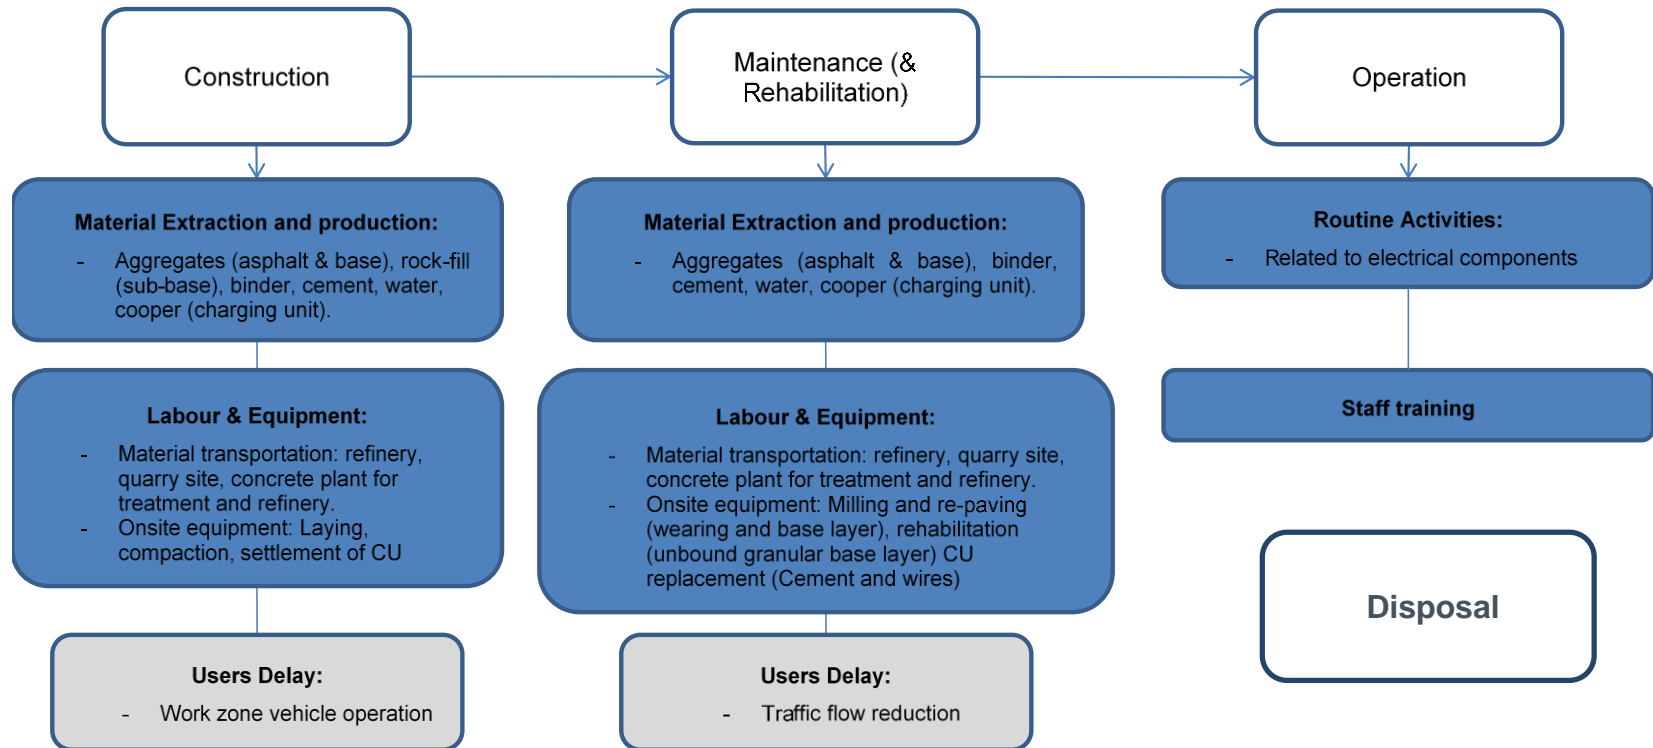 Construction
Maintenance (&
Rehabilitation)
Operation
Material Extraction and production:
- Aggregates (asphalt & base), rock-fill
(sub-base), binder, cement, water,
cooper (charging unit).
Labour & Equipment:
- Material transportation: refinery,
quarry site, concrete plant for
treatment and refinery.
- Onsite equipment: Laying,
compaction, settlement of CU
Users Delay:
- Work zone vehicle operation
Material Extraction and production:
- Aggregates (asphalt & base), binder,
cement, water, cooper (charging unit).
Labour & Equipment:
- Material transportation: refinery, quarry site,
concrete plant for treatment and refinery.
- Onsite equipment: Milling and re-paving
(wearing and base layer), rehabilitation
(unbound granular base layer) CU
replacement (Cement and wires)
Users Delay:
- Traffic flow reduction
Routine Activities:
- Related to electrical components
Staff training
Disposal